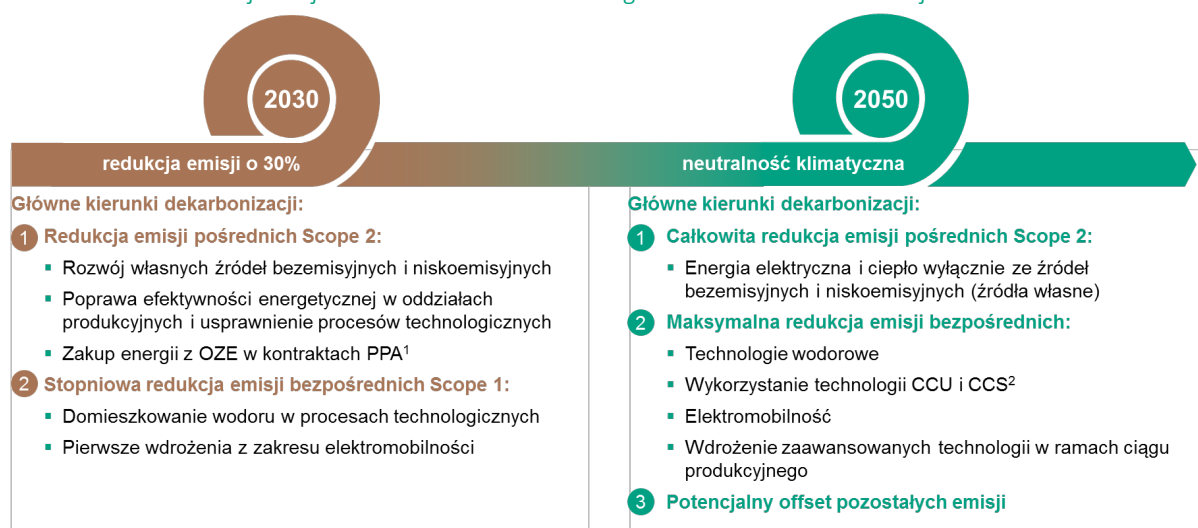 2030
redukcja emisji o 30%
Główne kierunki dekarbonizacji:
1 Redukcja emisji pośrednich Scope 2:
▪ Rozwój własnych źródeł bezemisyjnych i niskoemisyjnych
▪ Poprawa efektywności energetycznej w oddziałach
produkcyjnych i usprawnienie procesów technologicznych
▪ Zakup energii z OZE w kontraktach PPA¹
2 Stopniowa redukcja emisji bezpośrednich Scope 1:
▪ Domieszkowanie wodoru w procesach technologicznych
▪ Pierwsze wdrożenia z zakresu elektromobilności
2050
neutralność klimatyczna
Główne kierunki dekarbonizacji:
1 Całkowita redukcja emisji pośrednich Scope 2:
▪ Energia elektryczna i ciepło wyłącznie ze źródeł
bezemisyjnych i niskoemisyjnych (źródła własne)
2 Maksymalna redukcja emisji bezpośrednich:
▪ Technologie wodorowe
▪ Wykorzystanie technologii CCU i CCS²
▪ Elektromobilność
▪ Wdrożenie zaawansowanych technologii w ramach ciągu
produkcyjnego
3 Potencjalny offset pozostałych emisji